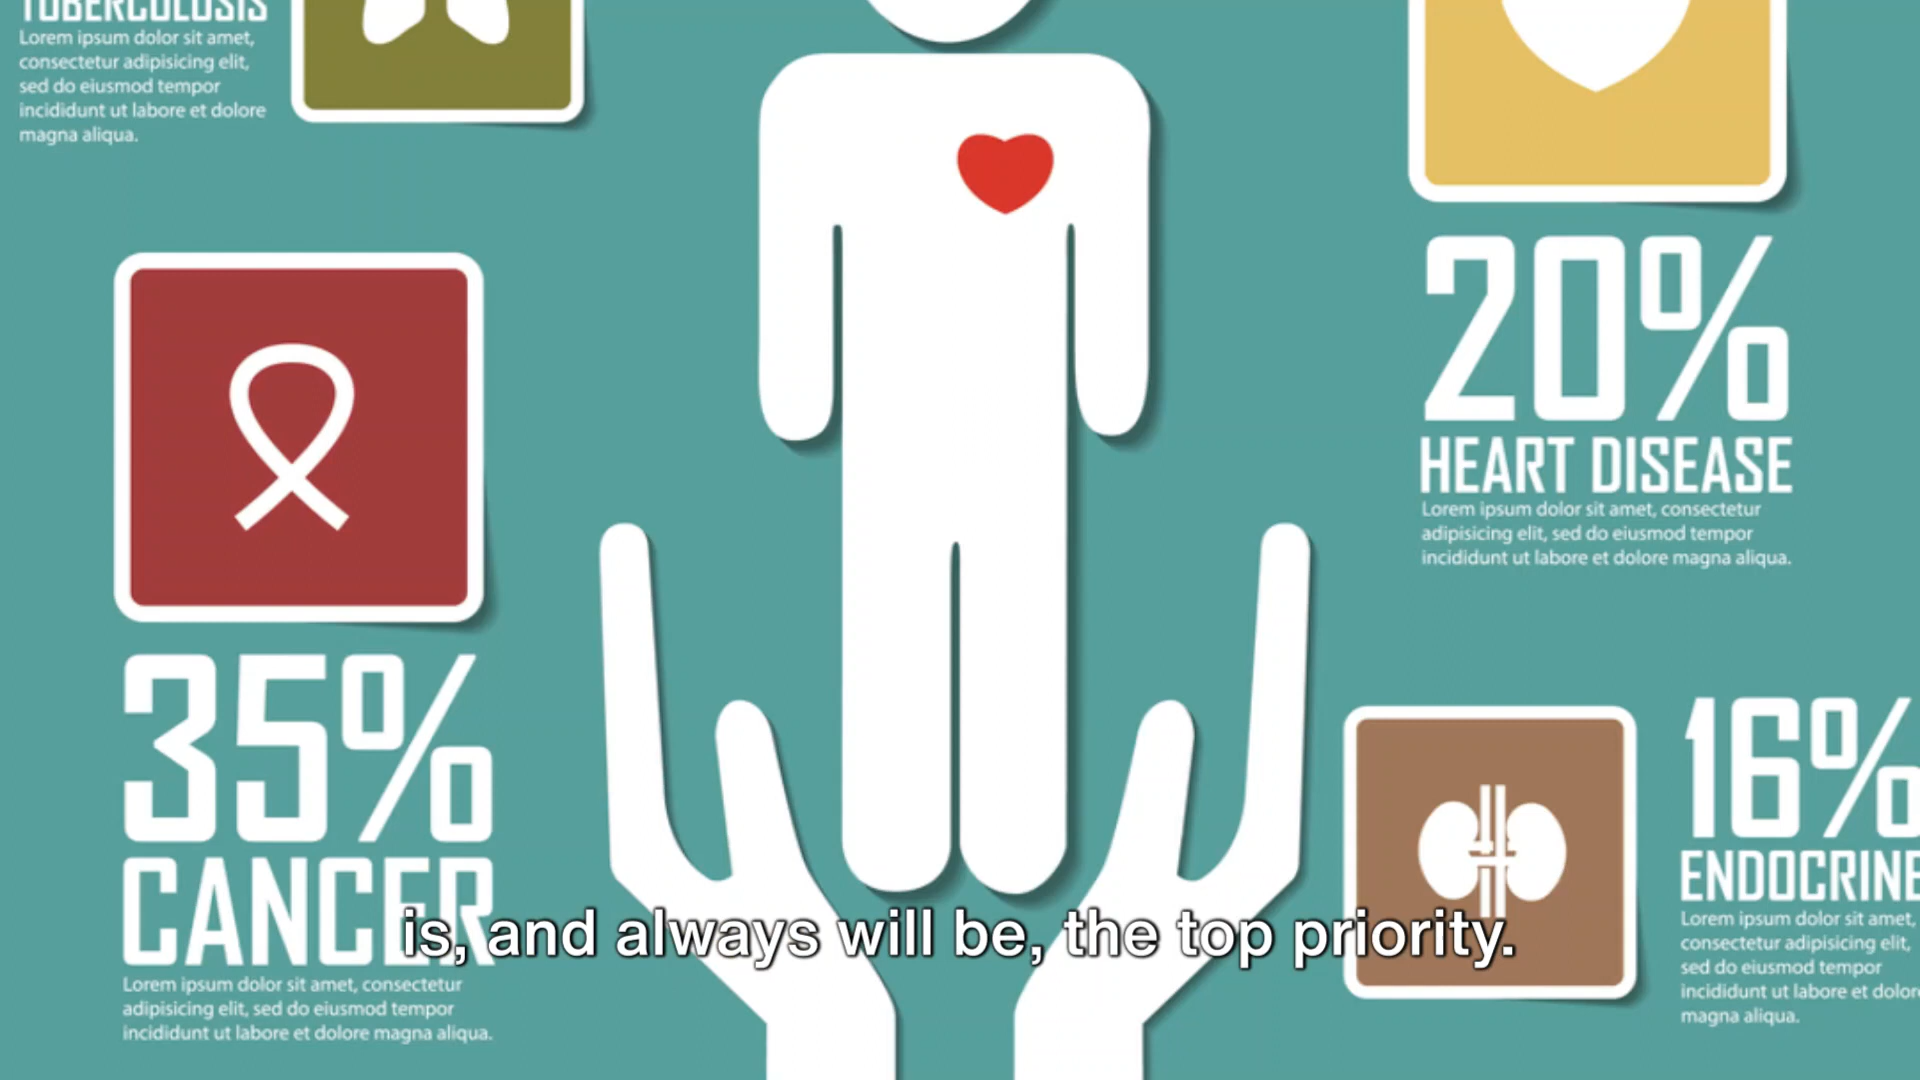 TUBERCULOSIS
Lorem ipsum dolor sit amet,
consectetur adipisicing elit,
sed do eiusmod tempor
incididunt ut labore et dolore
magna aliqua.
35%
CANCER
Lorem ipsum dolor sit amet, consectetur
adipisicing elit, sed do eiusmod tempor
incididunt ut labore et dolore magna aliqua.
20%
HEART DISEASE
Lorem ipsum dolor sit amet, consectetur
adipisicing elit, sed do eiusmod tempor
incididunt ut labore et dolore magna aliqua.
16%
ENDOCRINE
Lorem ipsum dolor sit amet,
consectetur adipisicing elit,
sed do eiusmod tempor
incididunt ut labore et dolore
magna aliqua.
is, and always will be, the top priority.